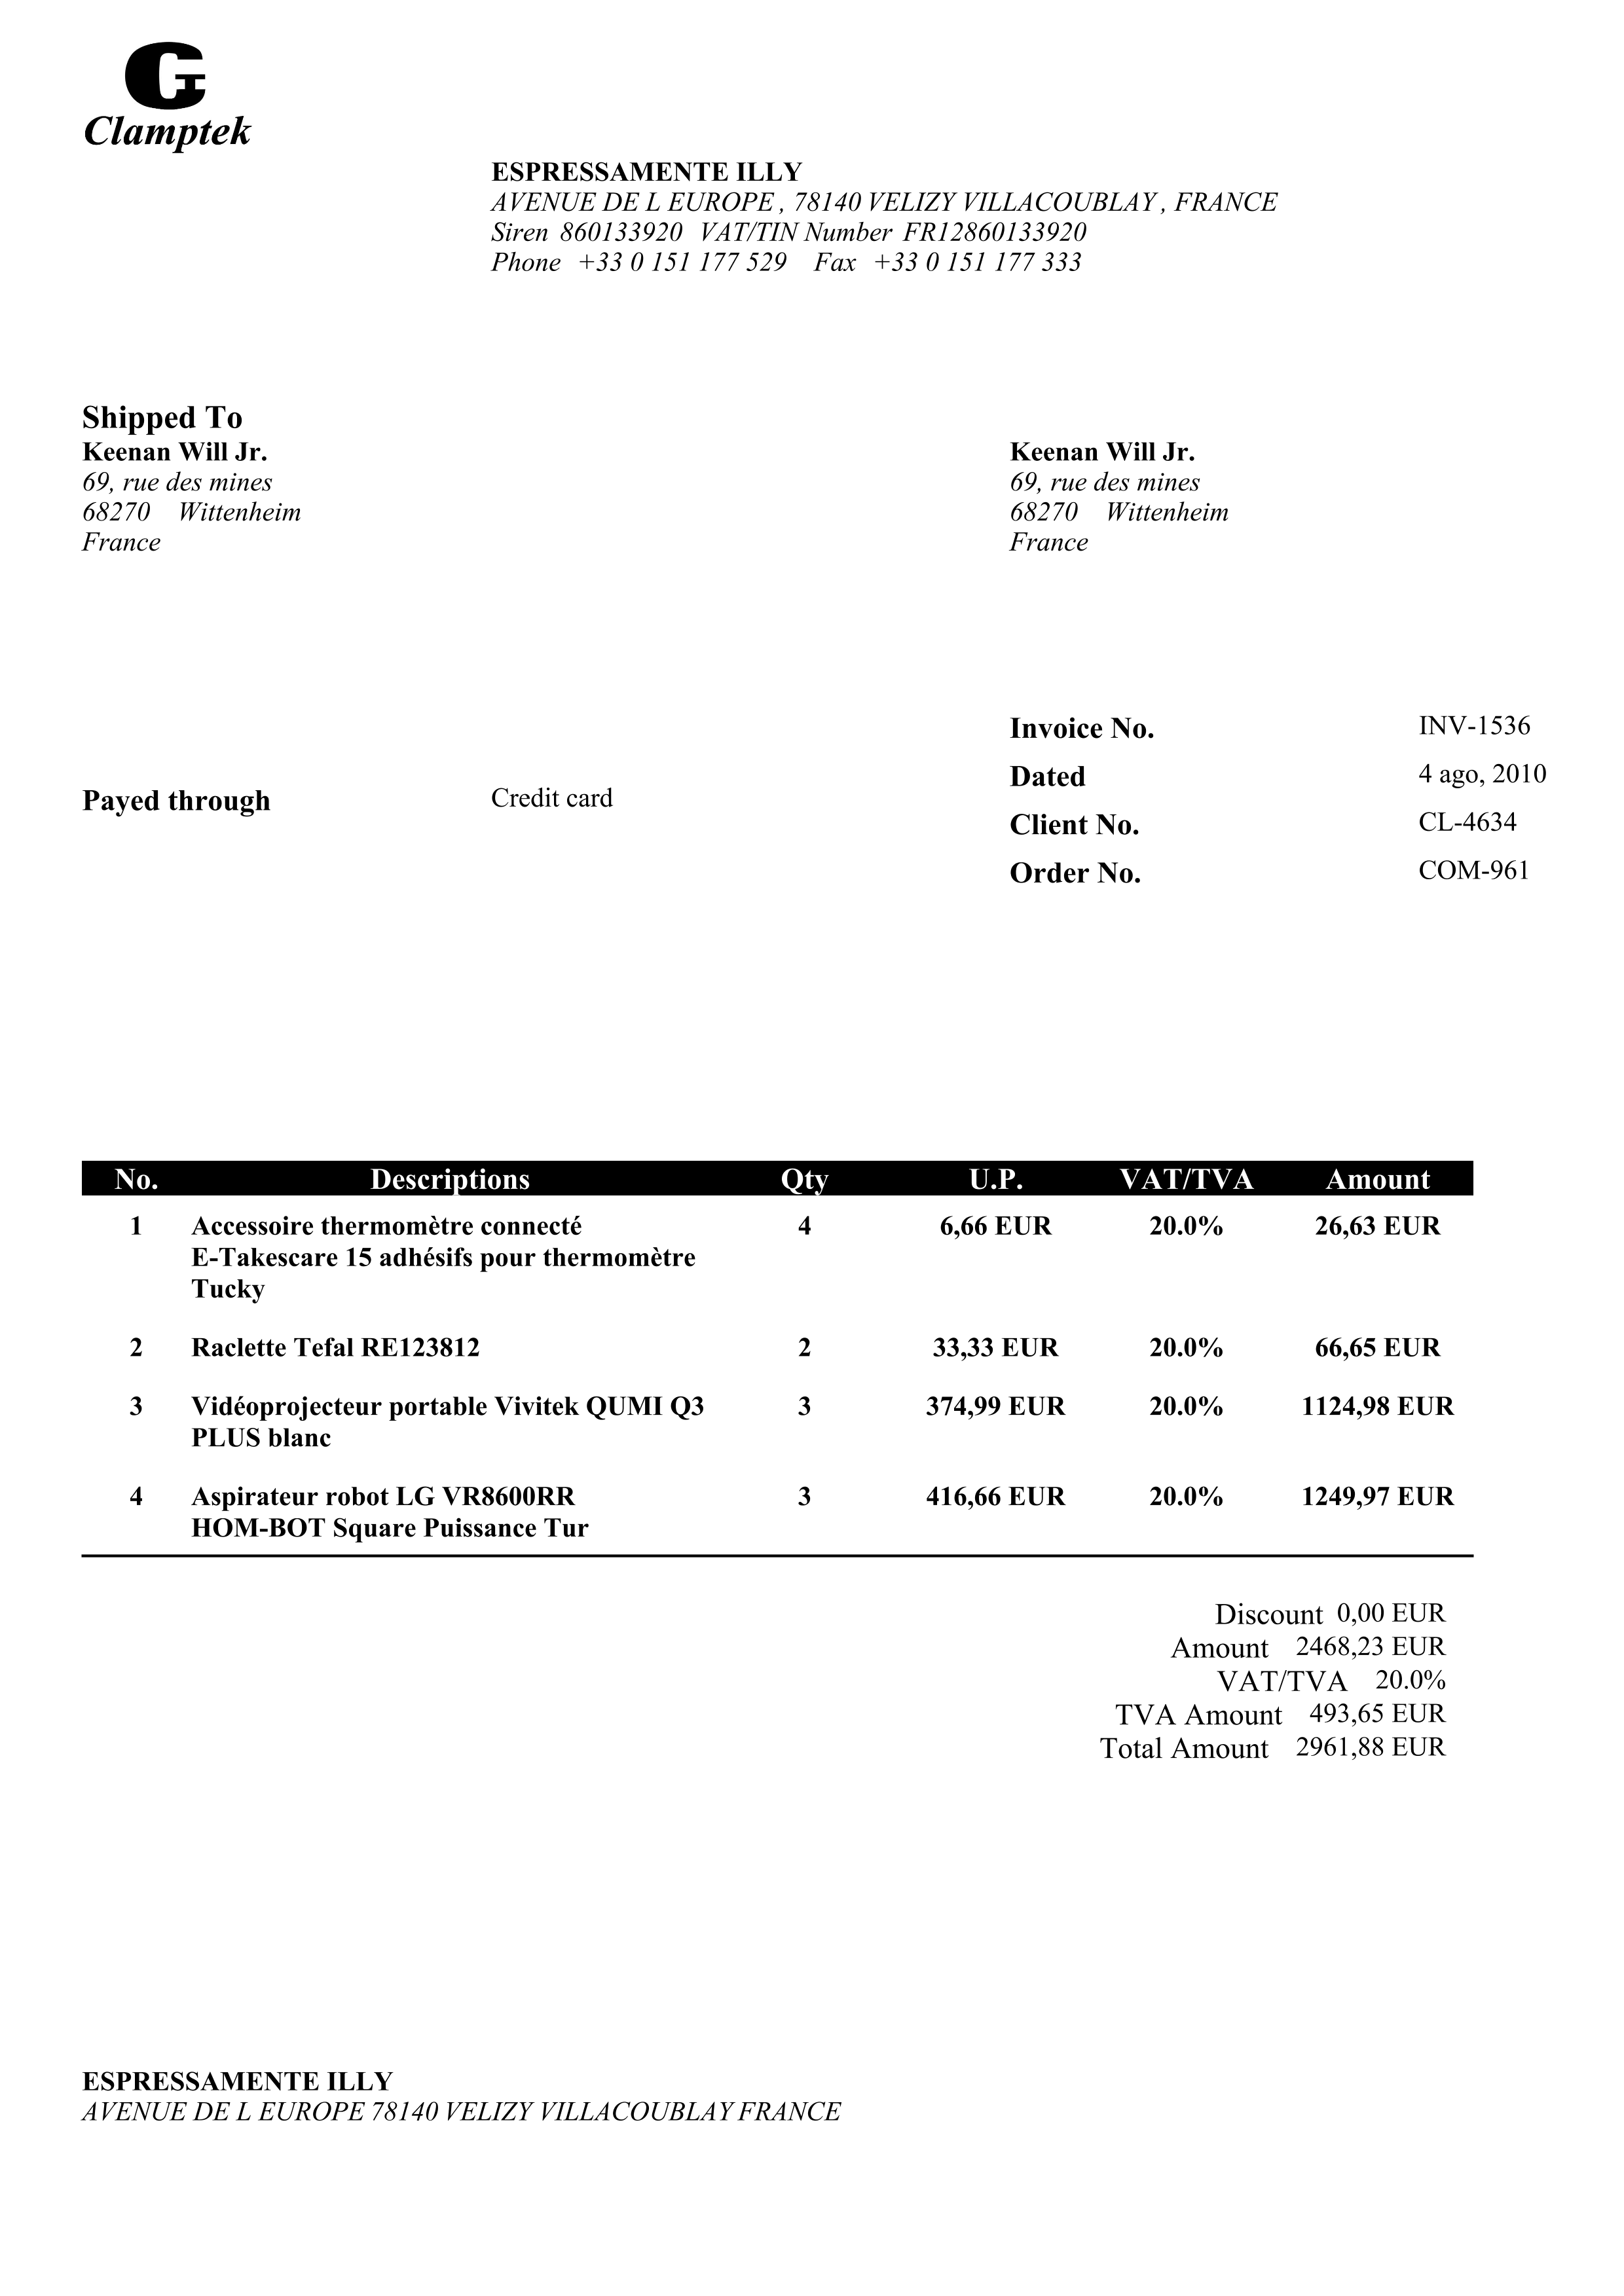 Clamptek
ESPRESSAMENTE ILLY
AVENUE DE L EUROPE , 78140 VELIZY VILLACOUBLAY , FRANCE
Siren 860133920 VAT/TIN Number FR12860133920
Phone +33 0 151 177 529 Fax +33 0 151 177 333
Shipped To
Keenan Will Jr.
69, rue des mines
68270 Wittenheim
France
Keenan Will Jr.
69, rue des mines
68270 Wittenheim
France
Payed through Credit card
Invoice No. INV-1536
Dated 4 ago, 2010
Client No. CL-4634
Order No. COM-961
No. Descriptions Qty U.P. VAT/TVA Amount
1 Accessoire thermomètre connecté 4 6,66 EUR 20.0% 26,63 EUR
E-Takescare 15 adhésifs pour thermomètre
Tucky
2 Raclette Tefal RE123812 2 33,33 EUR 20.0% 66,65 EUR
3 Vidéoprojecteur portable Vivitek QUMI Q3 3 374,99 EUR 20.0% 1124,98 EUR
PLUS blanc
4 Aspirateur robot LG VR8600RR 3 416,66 EUR 20.0% 1249,97 EUR
HOM-BOT Square Puissance Tur
Discount 0,00 EUR
Amount 2468,23 EUR
VAT/TVA 20.0%
TVA Amount 493,65 EUR
Total Amount 2961,88 EUR
ESPRESSAMENTE ILLY
AVENUE DE L EUROPE 78140 VELIZY VILLACOUBLAY FRANCE